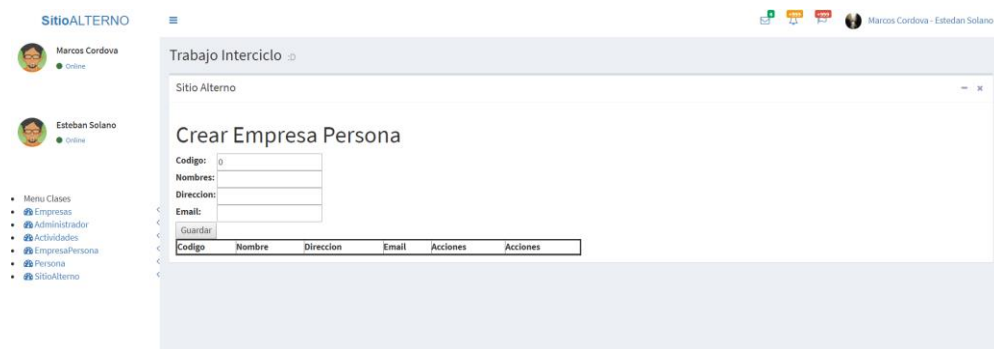 SitioALTERNO
Marcos Cordova
Online
Esteban Solano
Online
Menu Clases
Empresas
Administrador
Actividades
EmpresaPersona
Persona
SitioAlterno
+999
+999
Marcos Cordova - Estedan Solano
Trabajo Interciclo :D
Sitio Alterno
Crear Empresa Persona
Codigo: 0
Nombres:
Direccion:
Email:
Guardar
Codigo Nombre Direccion Email Acciones Acciones